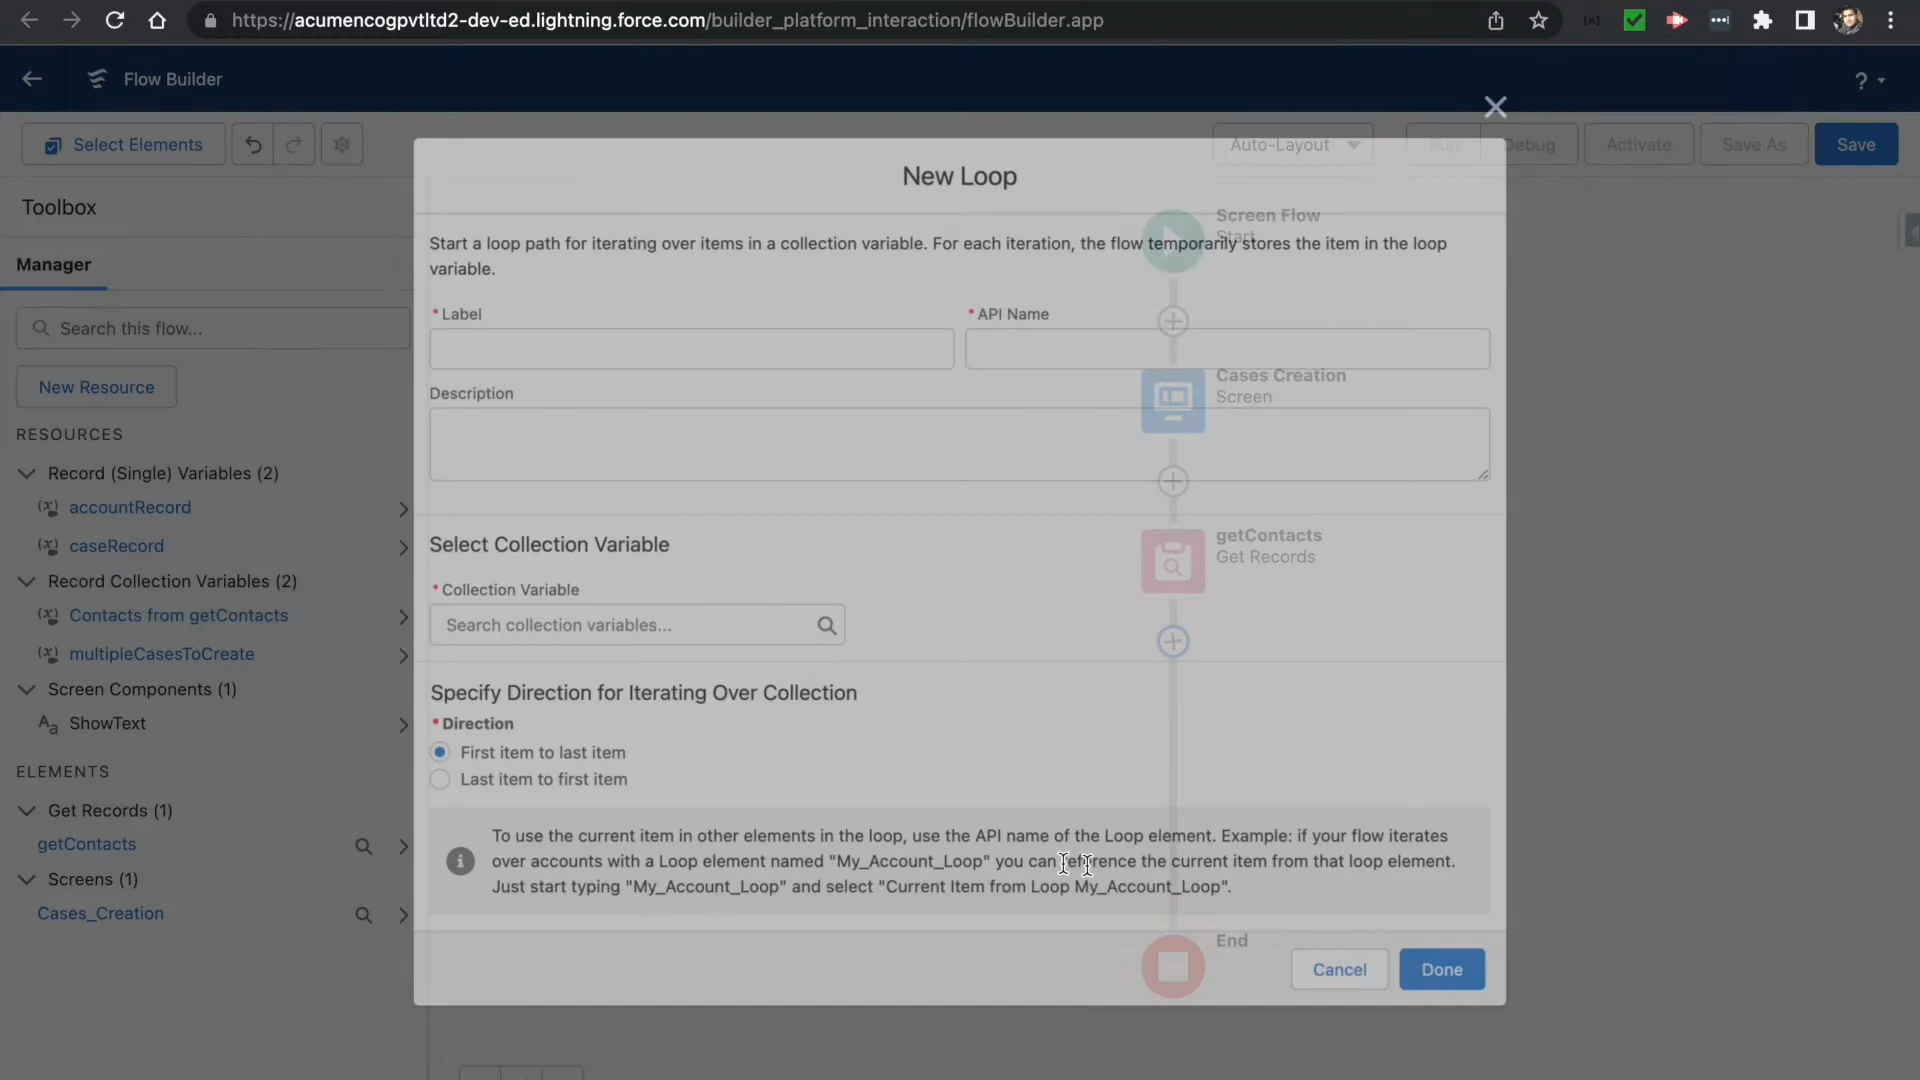 https://acumencogpvtltd2-dev-ed.lightning.force.com/builder_platform_interaction/flowBuilder.app
Flow Builder
?
Select Elements
Auto-Layout
Run
Debug
Activate
Save As
Save
Toolbox
Manager
Search this flow...
New Resource
RESOURCES
Record (Single) Variables (2)
accountRecord
caseRecord
Record Collection Variables (2)
Contacts from getContacts
multipleCasesToCreate
Screen Components (1)
ShowText
ELEMENTS
Get Records (1)
getContacts
Screens (1)
Cases_Creation
New Loop
Start a loop path for iterating over items in a collection variable. For each iteration, the flow temporarily stores the item in the loop
variable.
* Label
* API Name
Description
Select Collection Variable
* Collection Variable
Search collection variables...
Specify Direction for Iterating Over Collection
* Direction
First item to last item
Last item to first item
To use the current item in other elements in the loop, use the API name of the Loop element. Example: if your flow iterates
over accounts with a Loop element named "My_Account_Loop" you can reference the current item from that loop element.
Just start typing "My_Account_Loop" and select "Current Item from Loop My_Account_Loop".
Cancel
Done
Screen Flow
Start
Cases Creation
Screen
getContacts
Get Records
End